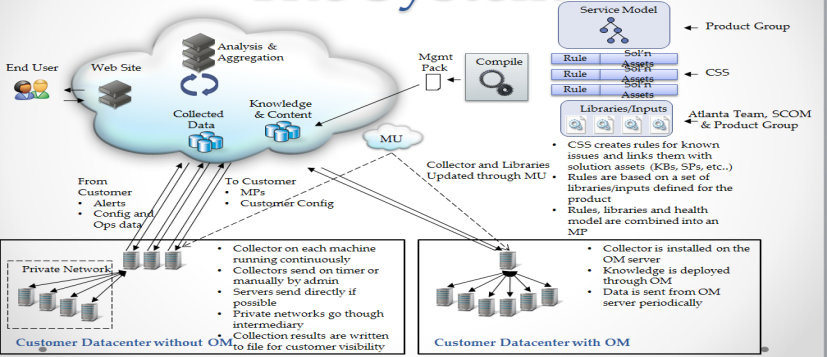 Service Model
Product Group
Analysis &
Aggregation
End User
Web Site
Mgmt
Pack
Compile
Rule
Sol'n
Assets
Rule
Sol'n
Assets
Rule
Sol'n
Assets
CSS
Knowledge
& Content
Collected
Data
Libraries/Inputs
Atlanta Team, SCOM
& Product Group
MU
Collector and Libraries
Updated through MU
• CSS creates rules for known
issues and links them with
solution assets (KBs, SPs, etc..)
• Rules are based on a set of
libraries/inputs defined for the
product
• Rules, libraries and health
model are combined into an
MP
From
Customer
• Alerts
• Config and
Ops data
To Customer
• MPs
• Customer Config
Private Network
• Collector on each machine
running continuously
• Collectors send on timer or
manually by admin
• Servers send directly if
possible
• Private networks go though
intermediary
• Collection results are written
to file for customer visibility
Customer Datacenter without OM
• Collector is installed on the
OM server
• Knowledge is deployed
through OM
• Data is sent from OM
server periodically
Customer Datacenter with OM